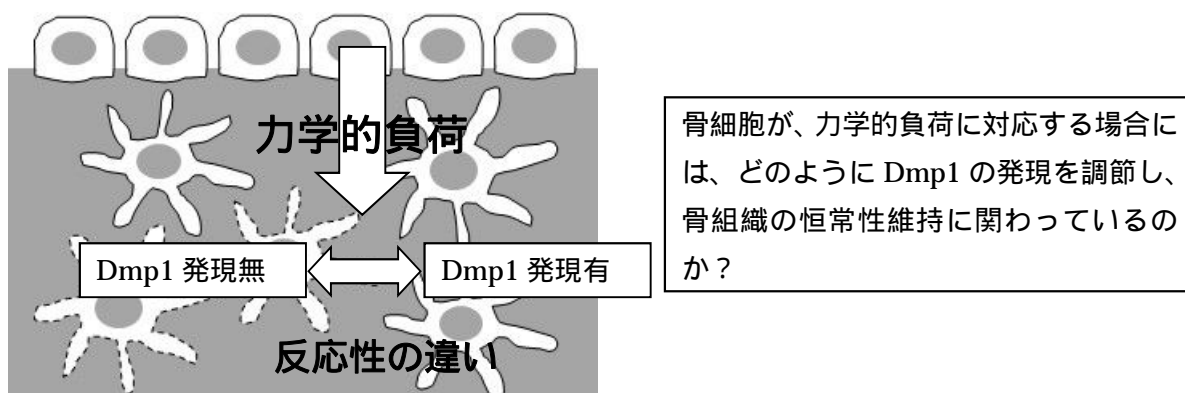 力学的負荷
Dmp1 発現無
Dmp1 発現有
反応性の違い
骨細胞が、力学的負荷に対応する場合に
は、どのように Dmp1 の発現を調節し、
骨組織の恒常性維持に関わっているの
か？